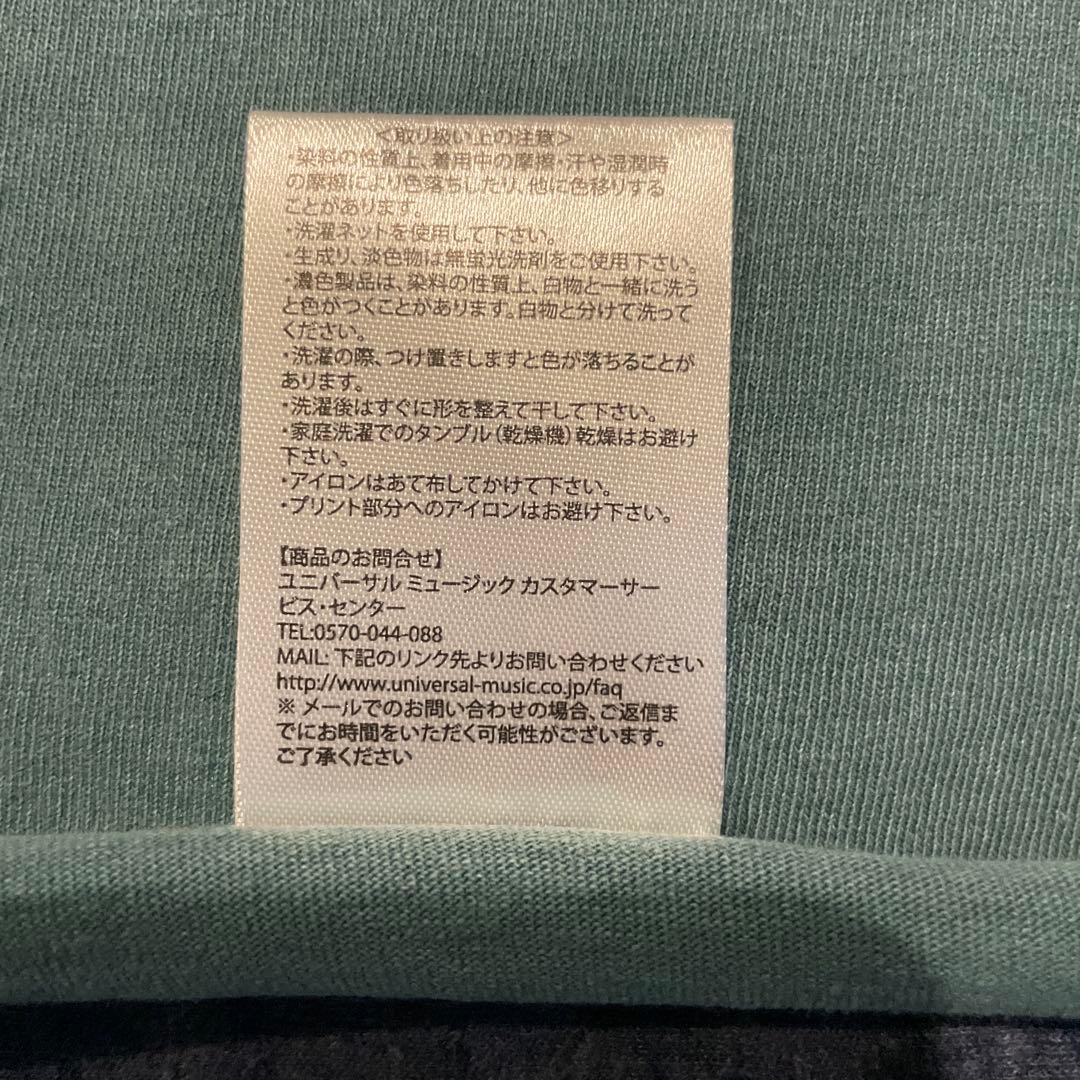 ＜取り扱い上の注意＞
・染料の性質上、着用中の摩擦・汗や湿潤時
の摩擦により色落ちしたり、他に色移りする
ことがあります。
・洗濯ネットを使用して下さい。
・生成り、淡色物は無蛍光洗剤をご使用下さい。
・濃色製品は、染料の性質上、白物と一緒に洗う
と色がつくことがあります。白物と分けて洗って
ください。
・洗濯の際、つけ置きしますと色が落ちることが
あります。
・洗濯後はすぐに形を整えて干して下さい。
・家庭洗濯でのタンブル（乾燥機）乾燥はお避け
下さい。
・アイロンはあて布してかけて下さい。
・プリント部分へのアイロンはお避け下さい。
【商品のお問合せ】
ユニバーサル ミュージック カスタマーサー
ビス・センター
TEL:0570-044-088
MAIL: 下記のリンク先よりお問い合わせください
http://www.universal-music.co.jp/faq
※ メールでのお問い合わせの場合、ご返信ま
でにお時間をいただく可能性がございます。
ご了承ください